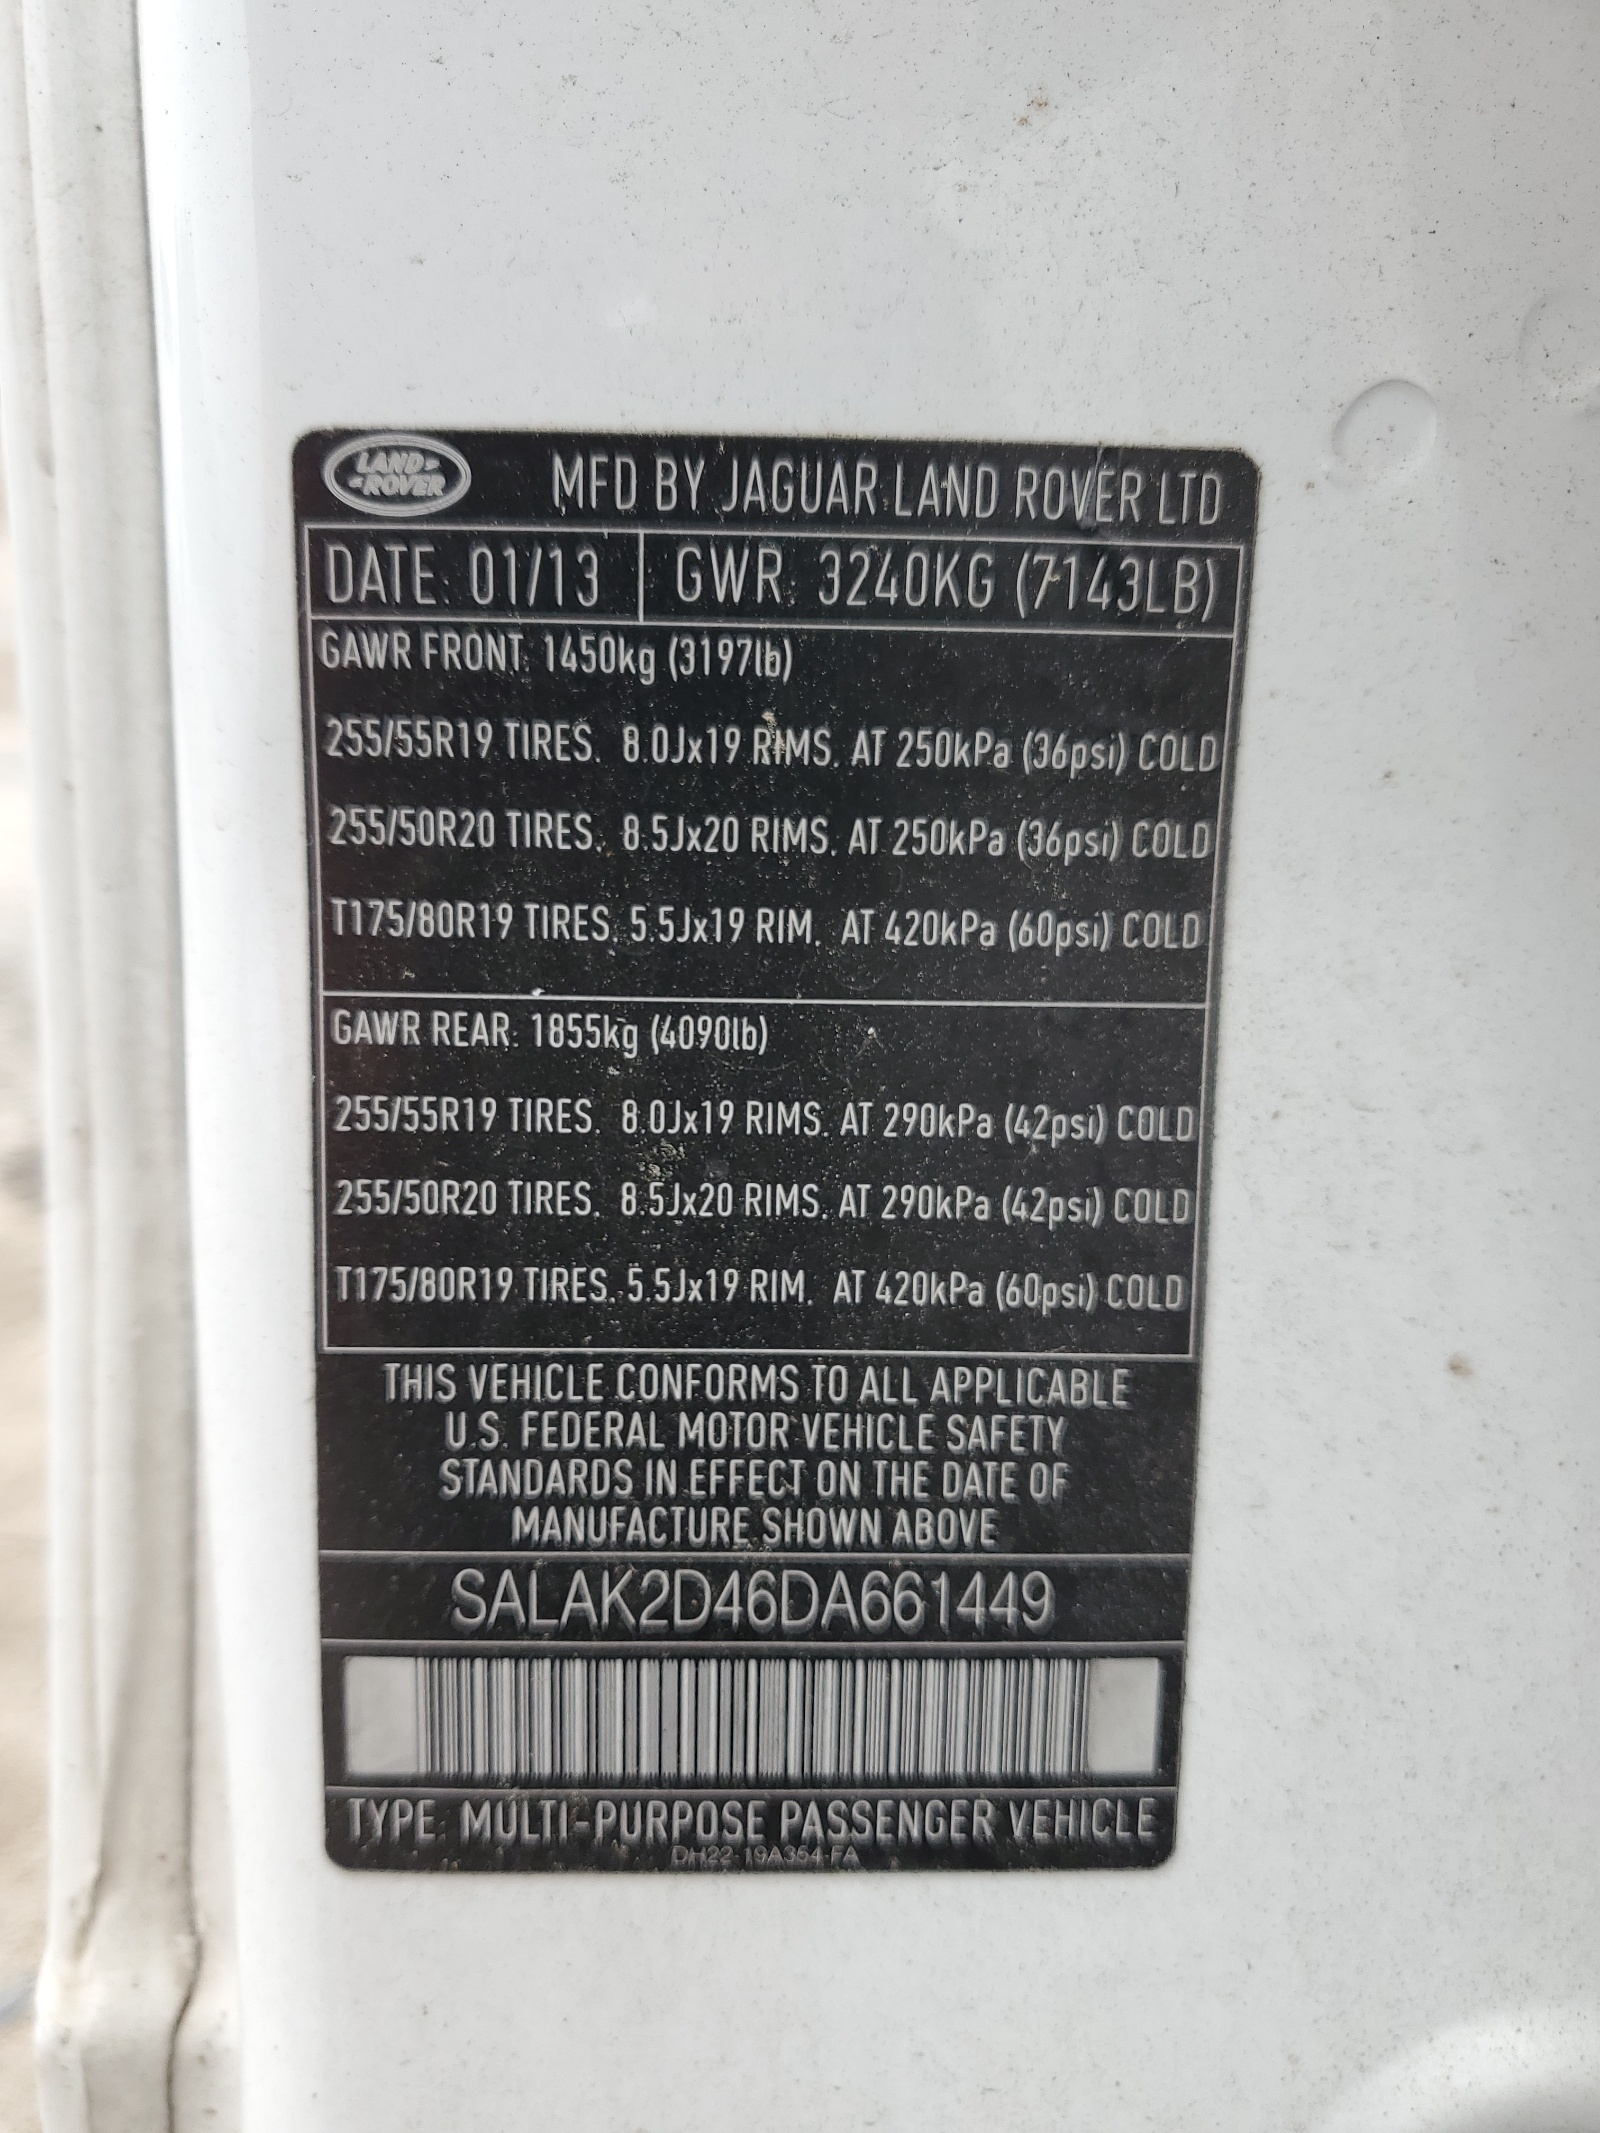 LAND-
-ROVER
MFD BY JAGUAR LAND ROVER LTD
DATE: 01/13 GWR: 3240KG (7143LB)
GAWR FRONT: 1450kg (3197lb)
255/55R19 TIRES. 8.0Jx19 RIMS. AT 250kPa (36psi) COLD
255/50R20 TIRES. 8.5Jx20 RIMS. AT 250kPa (36psi) COLD
T175/80R19 TIRES. 5.5Jx19 RIM. AT 420kPa (60psi) COLD
GAWR REAR: 1855kg (4090lb)
255/55R19 TIRES. 8.0Jx19 RIMS. AT 290kPa (42psi) COLD
255/50R20 TIRES. 8.5Jx20 RIMS. AT 290kPa (42psi) COLD
T175/80R19 TIRES. 5.5Jx19 RIM. AT 420kPa (60psi) COLD
THIS VEHICLE CONFORMS TO ALL APPLICABLE
U.S. FEDERAL MOTOR VEHICLE SAFETY
STANDARDS IN EFFECT ON THE DATE OF
MANUFACTURE SHOWN ABOVE
SALAK2D46DA661449
TYPE: MULTI-PURPOSE PASSENGER VEHICLE
DH22-19A354-FA